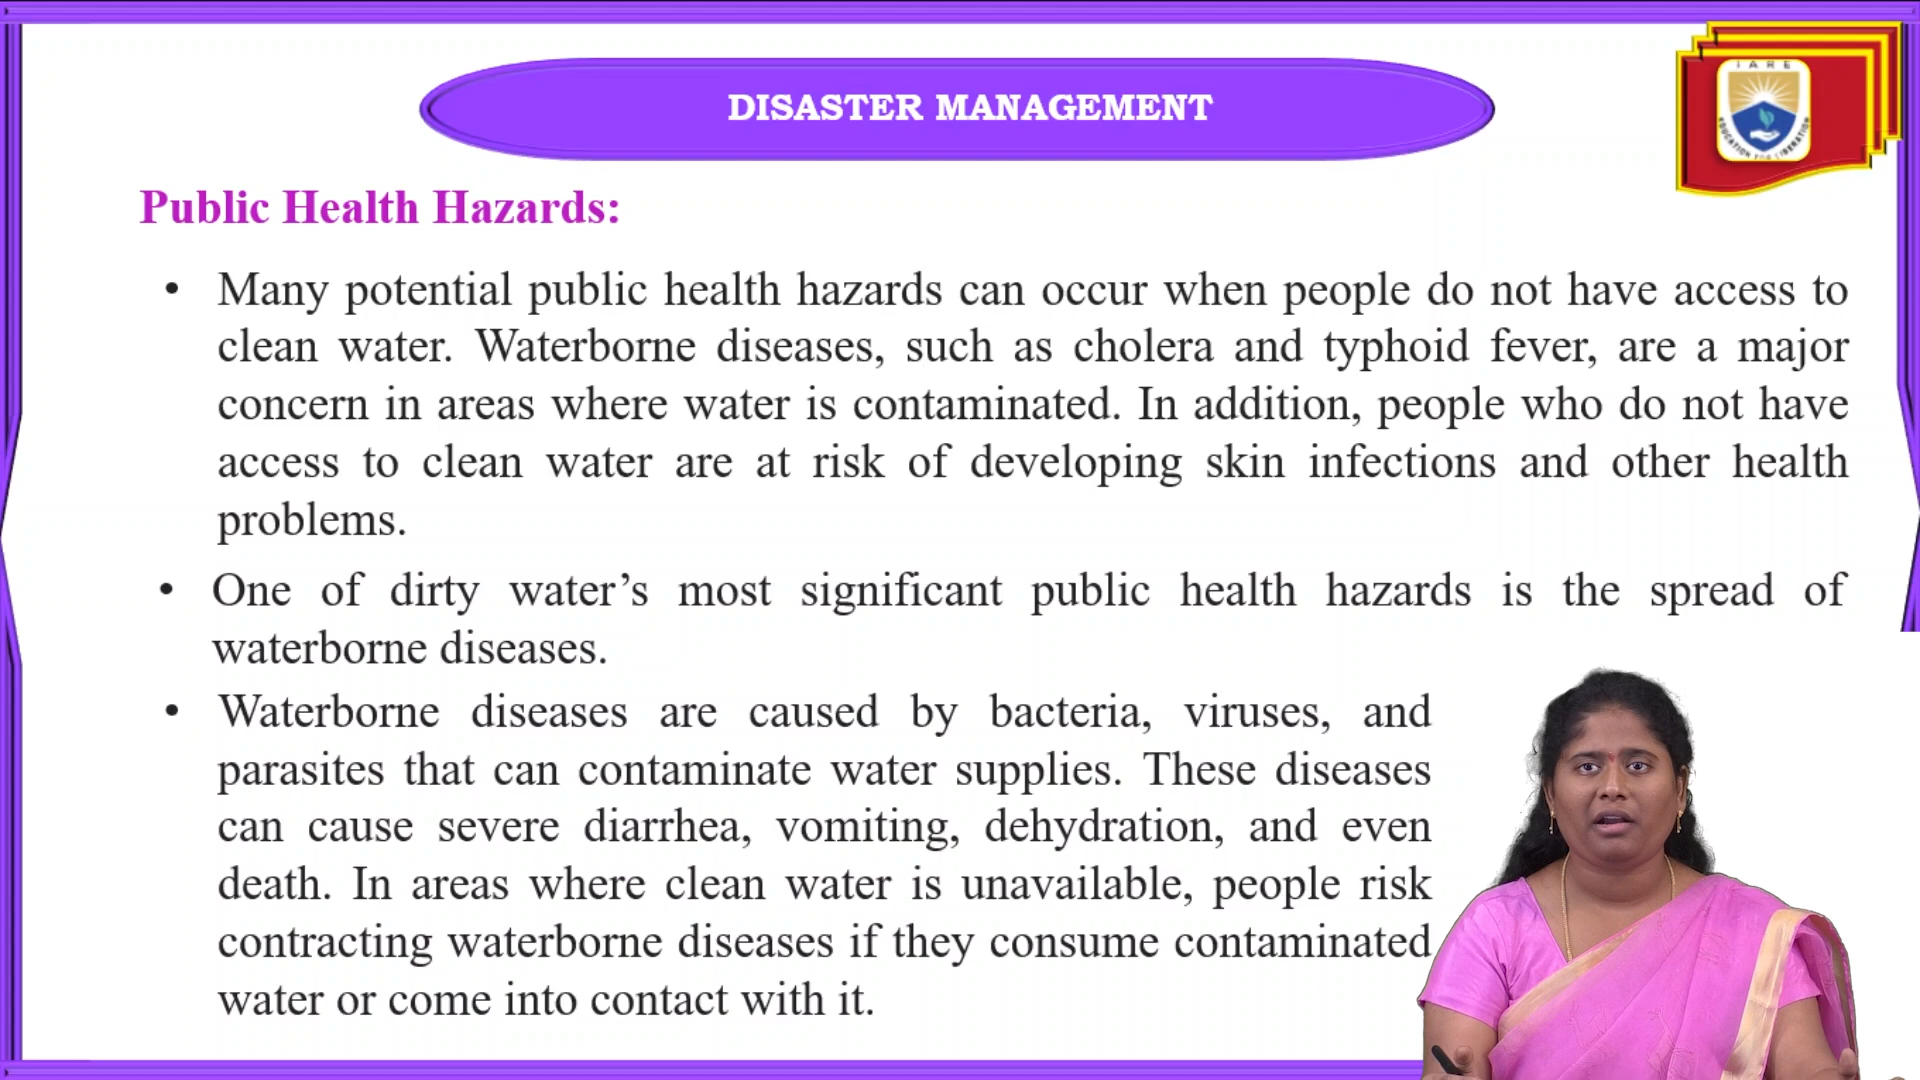 IARE
EDUCATION FOR LIBERATION
DISASTER MANAGEMENT
Public Health Hazards:
• Many potential public health hazards can occur when people do not have access to
clean water. Waterborne diseases, such as cholera and typhoid fever, are a major
concern in areas where water is contaminated. In addition, people who do not have
access to clean water are at risk of developing skin infections and other health
problems.
• One of dirty water’s most significant public health hazards is the spread of
waterborne diseases.
• Waterborne diseases are caused by bacteria, viruses, and
parasites that can contaminate water supplies. These diseases
can cause severe diarrhea, vomiting, dehydration, and even
death. In areas where clean water is unavailable, people risk
contracting waterborne diseases if they consume contaminated
water or come into contact with it.